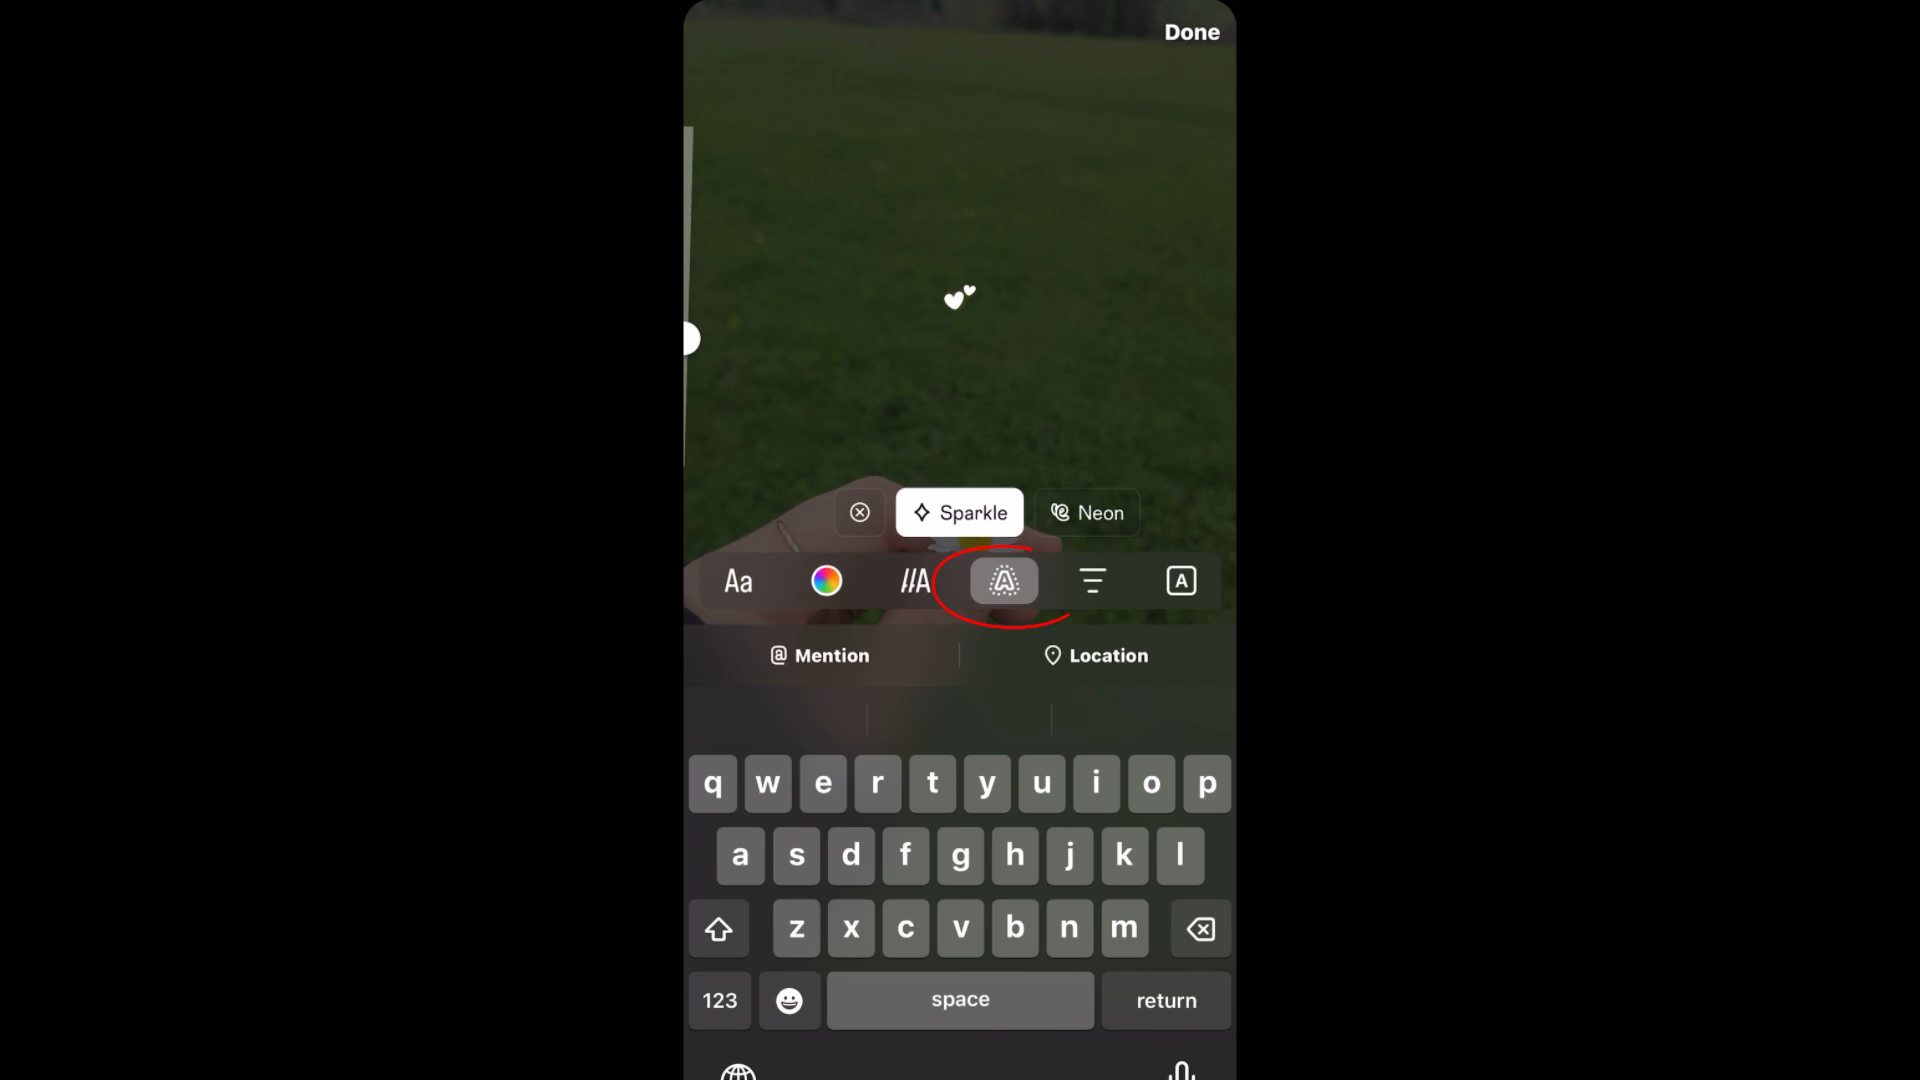 Done
Sparkle Neon
Aa //A A A
@ Mention Location
q w e r t y u i o p
a s d f g h j k l
z x c v b n m
123 space return